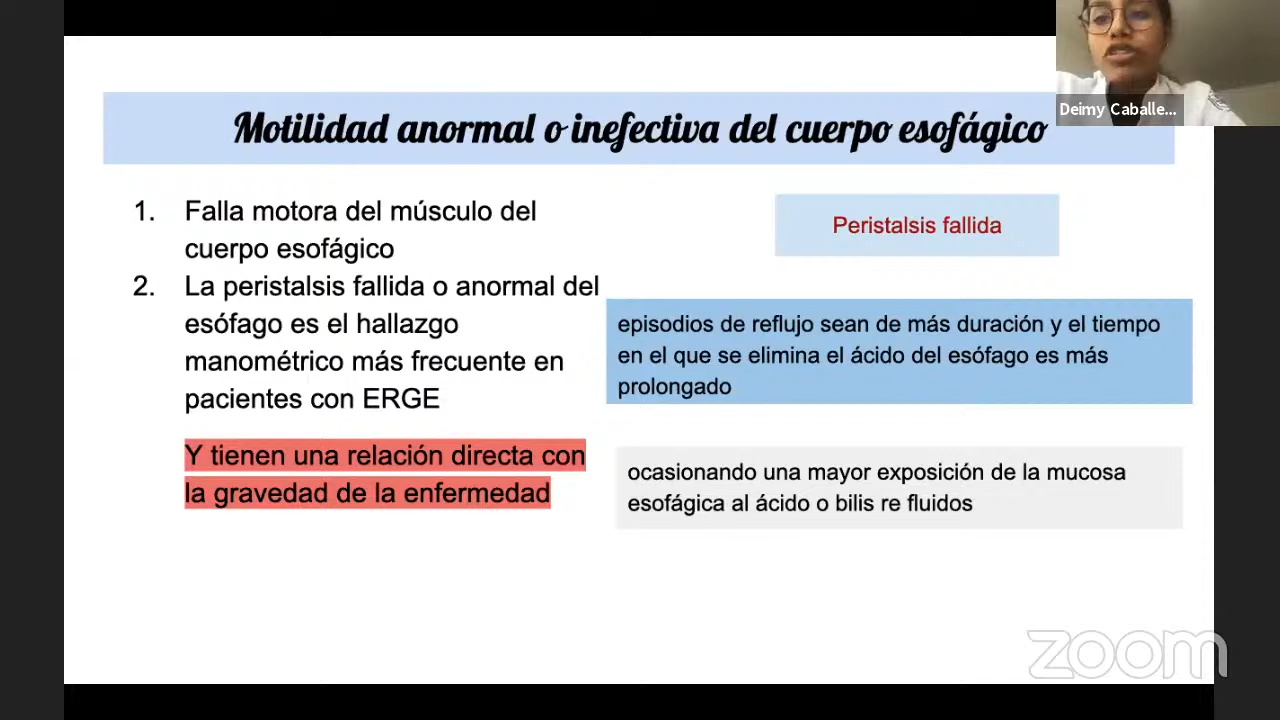 Deimy Caballe...
Motilidad anormal o inefectiva del cuerpo esofágico
1. Falla motora del músculo del
cuerpo esofágico
2. La peristalsis fallida o anormal del
esófago es el hallazgo
manométrico más frecuente en
pacientes con ERGE
Y tienen una relación directa con
la gravedad de la enfermedad
Peristalsis fallida
episodios de reflujo sean de más duración y el tiempo
en el que se elimina el ácido del esófago es más
prolongado
ocasionando una mayor exposición de la mucosa
esofágica al ácido o bilis re fluidos
zoom